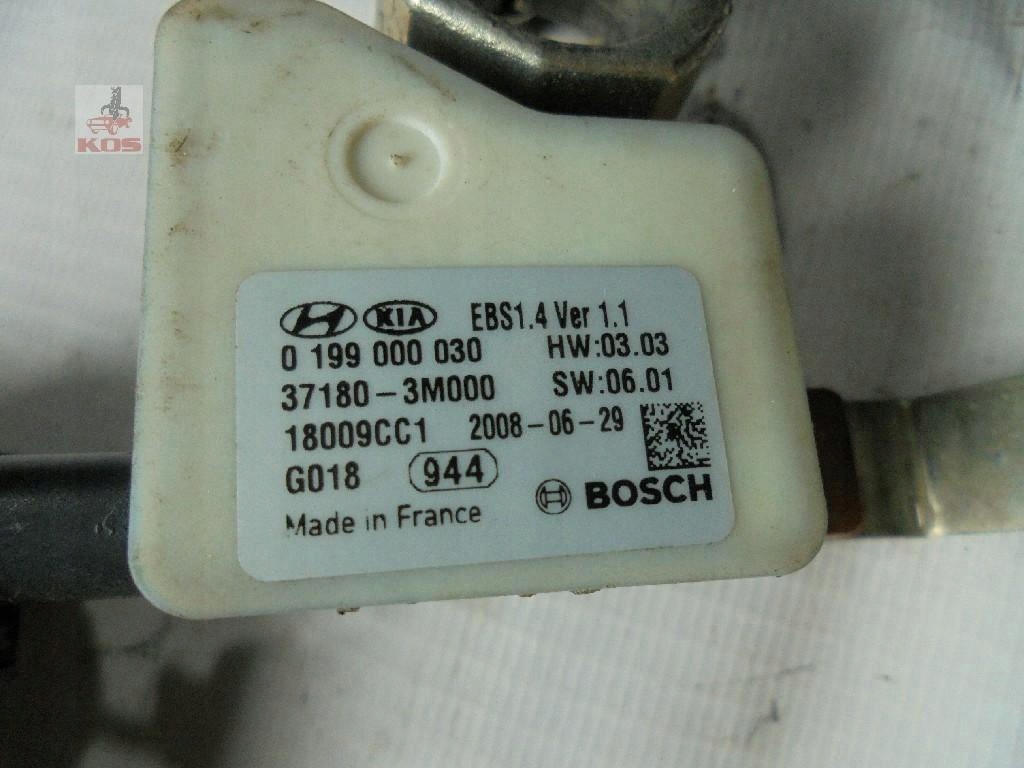 KOS
KIA EBS1.4 Ver 1.1
0 199 000 030 HW:03.03
37180-3M000 SW:06.01
18009CC1 2008-06-29
G018 944
BOSCH
Made in France